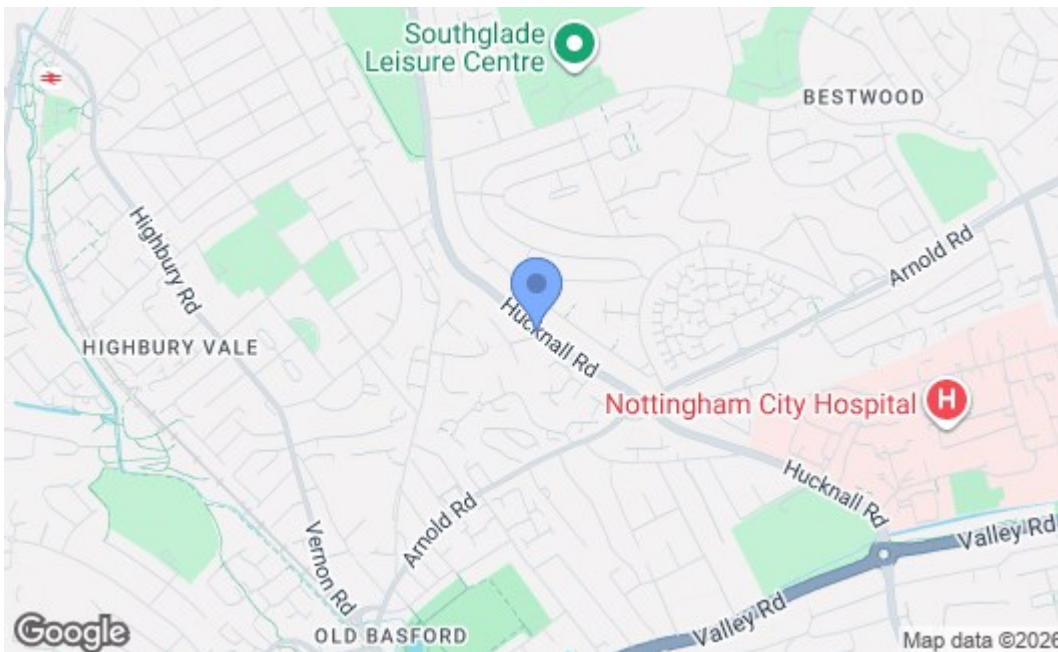 Southglade
Leisure Centre
BESTWOOD
Highbury Rd
Arnold Rd
Hucknall Rd
HIGHBURY VALE
Nottingham City Hospital
H
Hucknall Rd
Arnold Rd
Valley Rd
Vernon Rd
Valley Rd
OLD BASFORD
Google
Map data ©2026